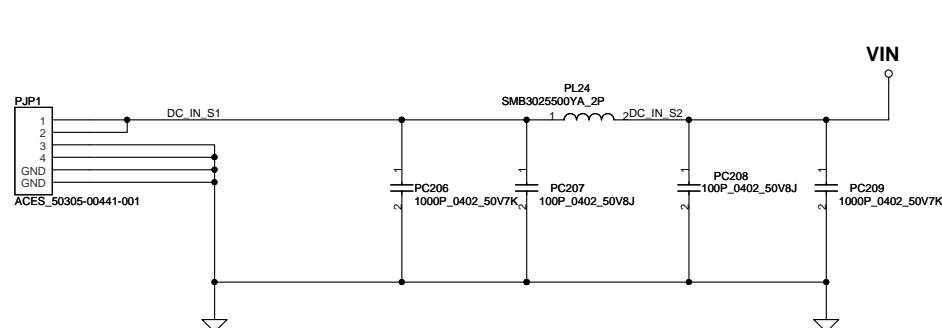 VIN
PL24
SMB3025500YA_2P
PJP1
1
2
3
4
GND
GND
ACES_50305-00441-001
DC_IN_S1
1
2
DC_IN_S2
1
2
PC206
1000P_0402_50V7K
1
2
PC207
100P_0402_50V8J
1
2
PC208
100P_0402_50V8J
1
2
PC209
1000P_0402_50V7K